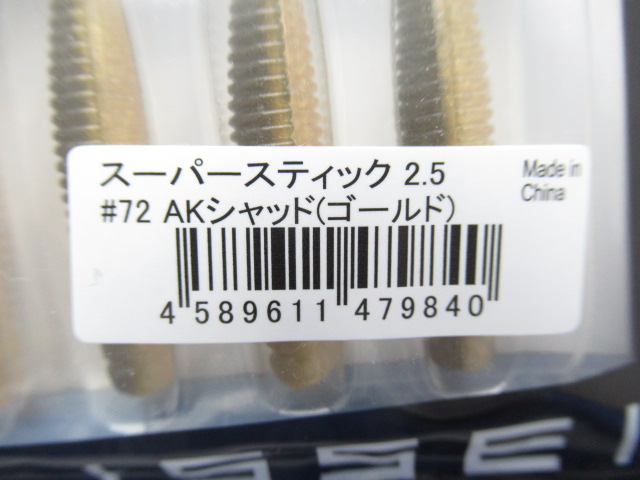 スーパースティック 2.5
Made in
China
#72 AKシャッド(ゴールド)
4 589611 479840
ISSEI